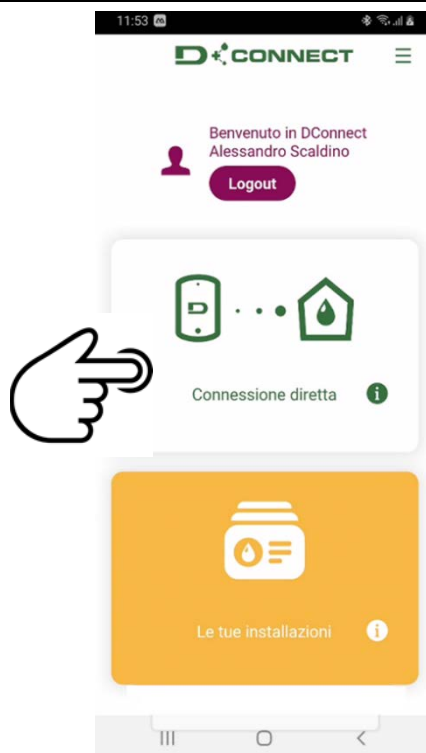 11:53
D+CONNECT
Benvenuto in DConnect
Alessandro Scaldino
Logout
D
Connessione diretta i
Le tue installazioni i